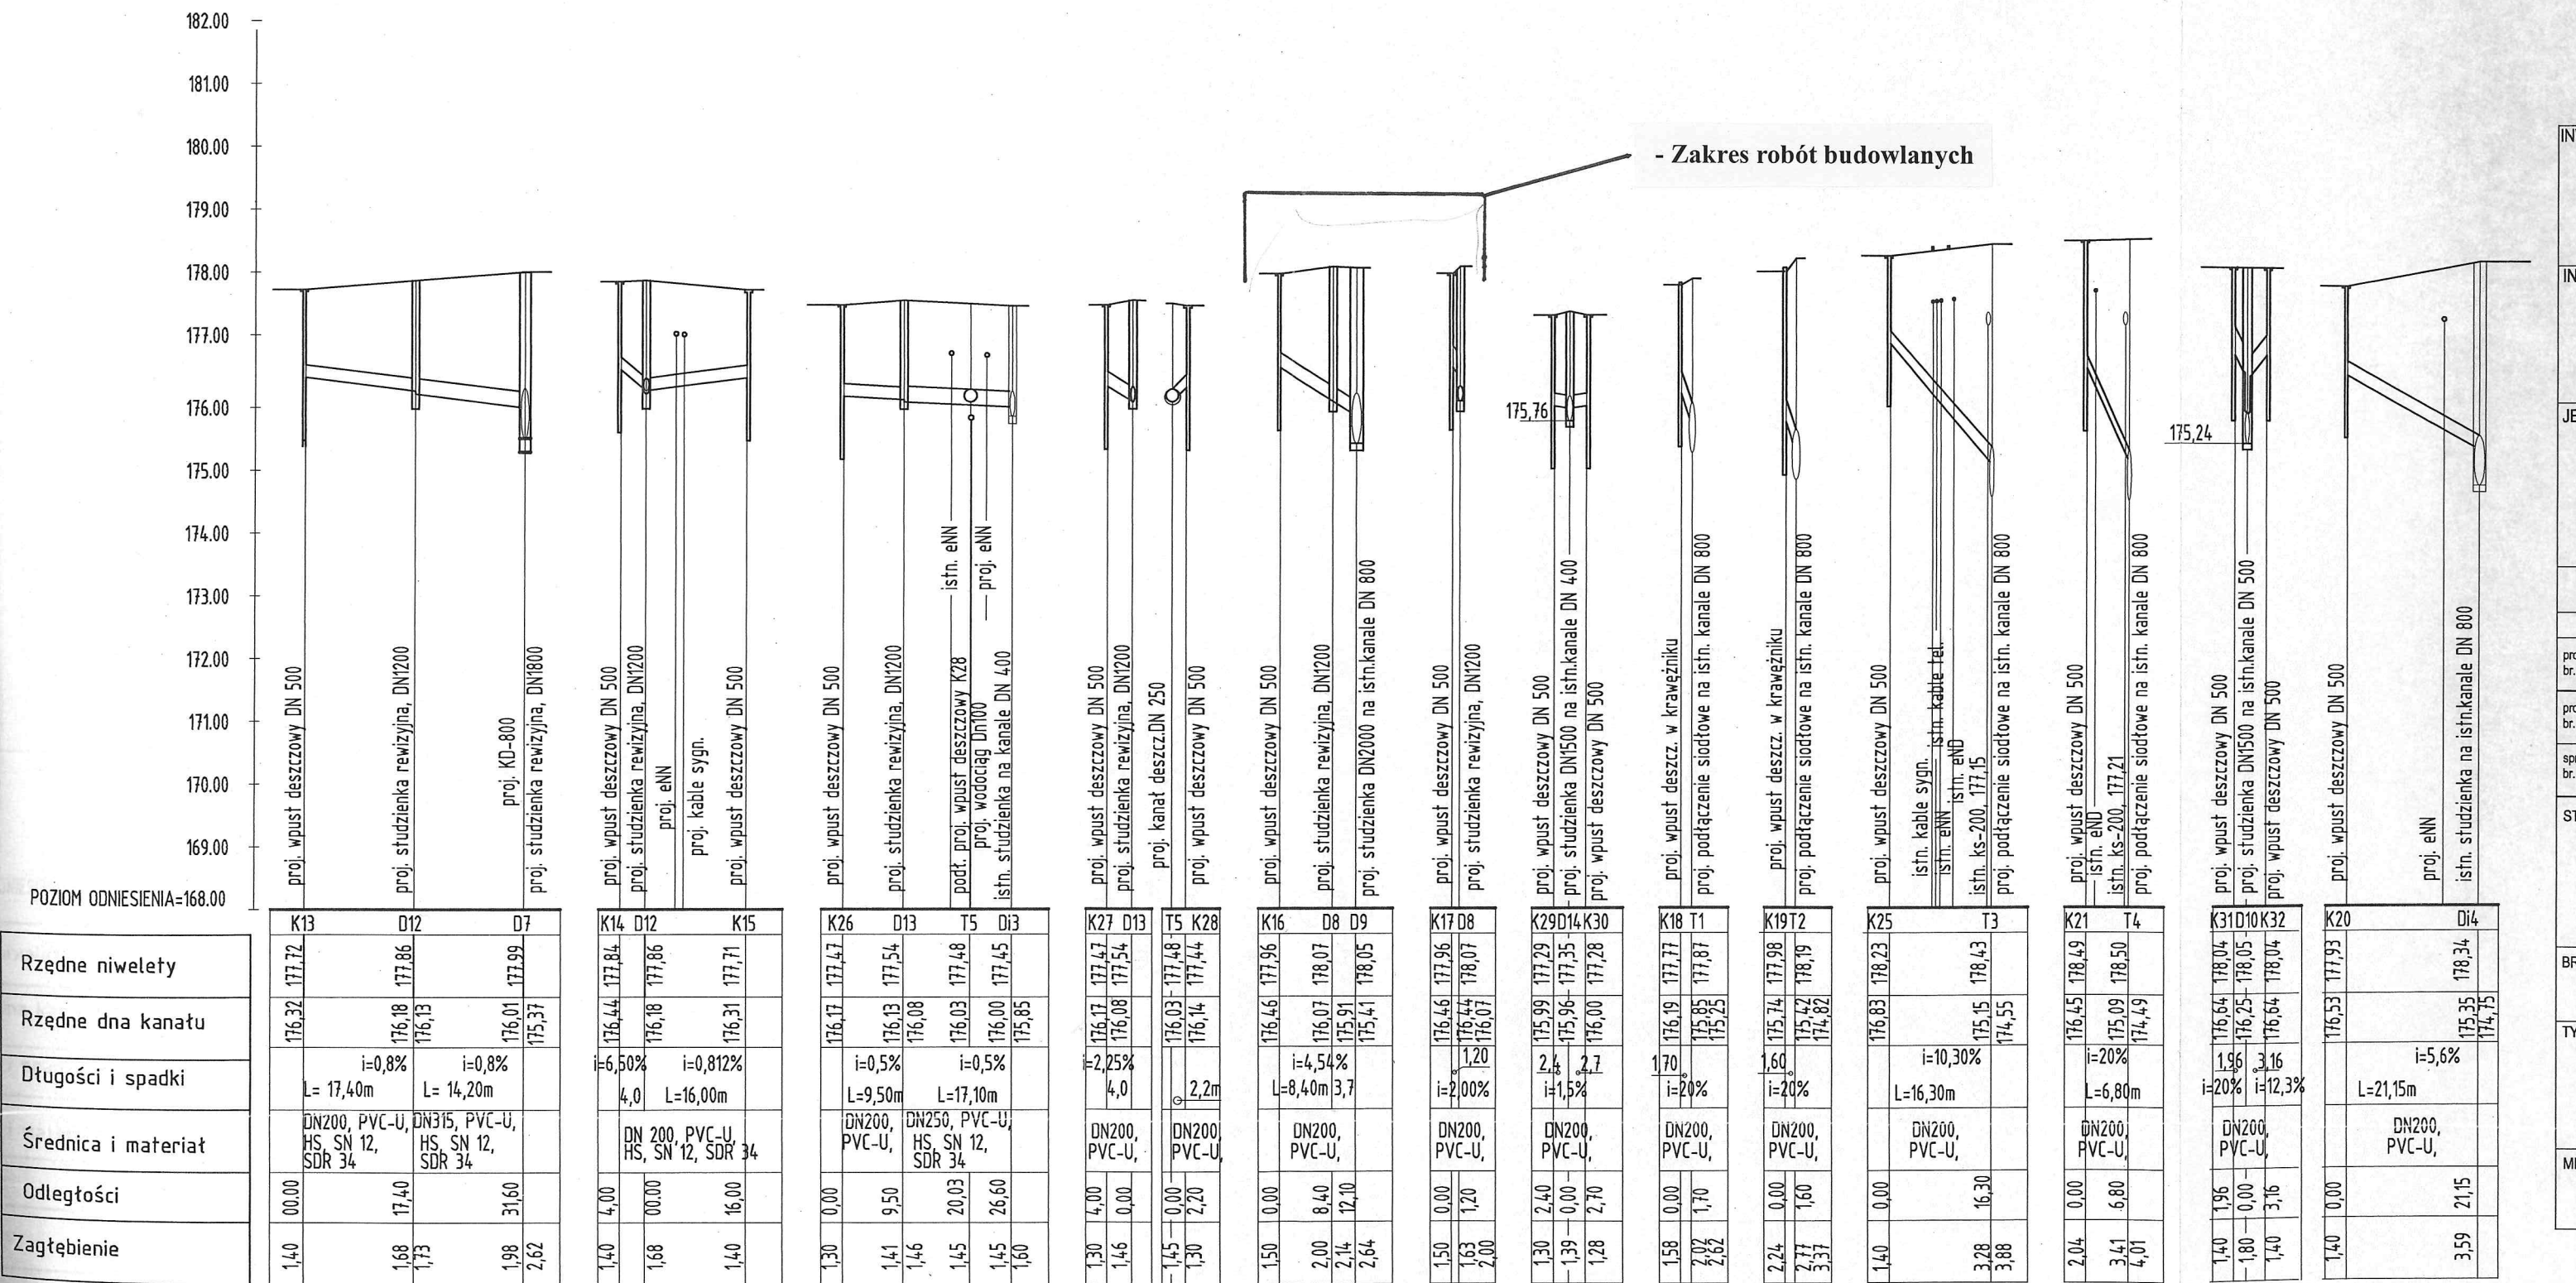 182.00
181.00
180.00
179.00
178.00
177.00
176.00
175.00
174.00
173.00
172.00
171.00
170.00
169.00
POZIOM ODNIESIENIA=168.00
- Zakres robót budowlanych
175,76
175,24
proj. wpust deszczowy DN 500
proj. studzienka rewizyjna, DN1200
proj. KD-800
proj. studzienka rewizyjna, DN1800
proj. wpust deszczowy DN 500
proj. studzienka rewizyjna, DN1200
proj. eNN
proj. kable sygn.
proj. wpust deszczowy DN 500
proj. wpust deszczowy DN 500
proj. studzienka rewizyjna, DN1200
istn. eNN
podł. proj. wpust deszczowy K28
proj. wodociąg Dn100
proj. eNN
istn. studzienka na kanale DN 400
proj. wpust deszczowy DN 500
proj. studzienka rewizyjna, DN1200
proj. kanał deszcz.DN 250
proj. wpust deszczowy DN 500
proj. wpust deszczowy DN 500
proj. studzienka rewizyjna, DN1200
proj. studzienka DN2000 na istn.kanale DN 800
proj. wpust deszczowy DN 500
proj. studzienka rewizyjna, DN1200
proj. wpust deszczowy DN 500
proj. studzienka DN1500 na istn.kanale DN 400
proj. wpust deszczowy DN 500
proj. wpust deszcz. w krawężniku
proj. podłączenie siodłowe na istn. kanale DN 800
proj. wpust deszcz. w krawężniku
proj. podłączenie siodłowe na istn. kanale DN 800
proj. wpust deszczowy DN 500
istn. kable sygn.
istn. eNN
istn. kable tel.
istn. eND
istn. ks-200, 177,15
proj. podłączenie siodłowe na istn. kanale DN 800
proj. wpust deszczowy DN 500
istn. eND
istn. ks-200, 177,21
proj. podłączenie siodłowe na istn. kanale DN 800
proj. wpust deszczowy DN 500
proj. studzienka DN1500 na istn.kanale DN 500
proj. wpust deszczowy DN 500
proj. wpust deszczowy DN 500
proj. eNN
istn. studzienka na istn.kanale DN 800
K13 D12 D7 K14 D12 K15 K26 D13 T5 Di3 K27 D13 T5 K28 K16 D8 D9 K17 D8 K29 D14 K30 K18 T1 K19 T2 K25 T3 K21 T4 K31 D10 K32 K20 Di4
Rzędne niwelety 177,72 177,86 177,99 177,84 177,86 177,71 177,47 177,54 177,48 177,45 177,47 177,54 177,48 177,44 177,96 178,07 178,05 177,96 178,07 177,29 177,35 177,28 177,77 177,87 177,98 178,19 178,23 178,43 178,49 178,50 178,04 178,05 178,04 177,93 178,34
Rzędne dna kanału 176,32 176,18 176,13 176,01 175,37 176,44 176,18 176,31 176,17 176,13 176,08 176,03 176,00 175,85 176,17 176,08 176,03 176,14 176,46 176,07 175,91 175,41 176,46 176,44 176,07 175,99 175,96 176,00 176,19 175,85 175,25 175,74 175,42 174,82 176,83 175,15 174,55 176,45 175,09 174,49 176,64 176,25 176,64 176,53 175,35 174,75
Długości i spadki
i=0,8% i=0,8% i=6,50% i=0,812% i=0,5% i=0,5% i=2,25% i=4,54% 1,20 2,4 2,7 1,70 1,60 i=10,30% i=20% 1,96 3,16 i=5,6%
L= 17,40m L= 14,20m 4,0 L=16,00m L=9,50m L=17,10m 4,0 2,2m L=8,40m 3,7 i=2,00% i=1,5% i=20% i=20% L=16,30m L=6,80m i=20% i=12,3% L=21,15m
Średnica i materiał
DN200, PVC-U,
HS, SN 12,
SDR 34
DN315, PVC-U,
HS, SN 12,
SDR 34
DN 200, PVC-U,
HS, SN 12, SDR 34
DN200,
PVC-U,
DN250, PVC-U,
HS, SN 12,
SDR 34
DN200,
PVC-U,
DN200,
PVC-U,
DN200,
PVC-U,
DN200,
PVC-U,
DN200,
PVC-U,
DN200,
PVC-U,
DN200,
PVC-U,
DN200,
PVC-U,
DN200,
PVC-U,
DN200,
PVC-U,
DN200,
PVC-U,
Odległości 00.00 17,40 31,60 4,00 00.00 16,00 0,00 9,50 20,03 26,60 4,00 0,00 0,00 2,20 0,00 8,40 12,10 0,00 1,20 2,40 0,00 2,70 0,00 1,70 0,00 1,60 0,00 16,30 0,00 6,80 1,96 0,00 3,16 0,00 21,15
Zagłębienie 1,40 1,68 1,73 1,98 2,62 1,40 1,68 1,40 1,30 1,41 1,46 1,45 1,45 1,60 1,30 1,46 1,45 1,30 1,50 2,00 2,14 2,64 1,50 1,63 2,00 1,30 1,39 1,28 1,58 2,02 2,62 2,24 2,77 3,37 1,40 3,28 3,88 2,04 3,41 4,01 1,40 1,80 1,40 1,40 3,59
br.
br.
br.